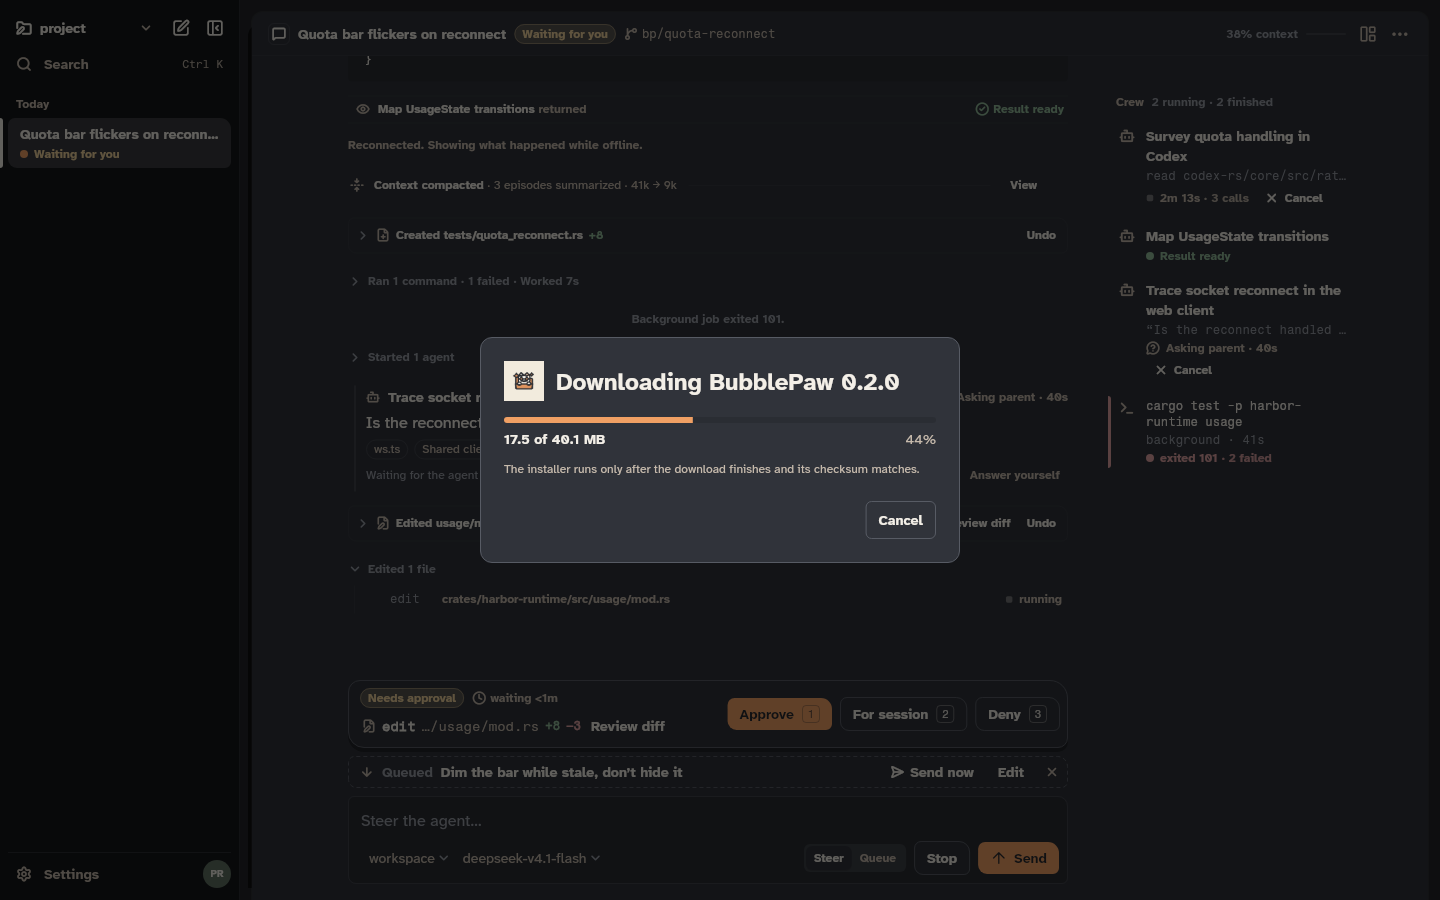 project
Search
Ctrl K
Today
Quota bar flickers on reconn…
Waiting for you
Settings
PR
Quota bar flickers on reconnect
Waiting for you
bp/quota-reconnect
38% context
}
Map UsageState transitions returned
Result ready
Reconnected. Showing what happened while offline.
Context compacted · 3 episodes summarized · 41k → 9k
View
Created tests/quota_reconnect.rs +8
Undo
Ran 1 command · 1 failed · Worked 7s
Background job exited 101.
Started 1 agent
Trace socket r
Asking parent · 40s
Is the reconnect
ws.ts
Shared clie
Waiting for the agent
Answer yourself
Edited usage/m
view diff
Undo
Edited 1 file
edit
crates/harbor-runtime/src/usage/mod.rs
running
Downloading BubblePaw 0.2.0
17.5 of 40.1 MB
44%
The installer runs only after the download finishes and its checksum matches.
Cancel
Needs approval
waiting <1m
edit …/usage/mod.rs +8 −3 Review diff
Approve 1
For session 2
Deny 3
Queued Dim the bar while stale, don’t hide it
Send now
Edit
Steer the agent…
workspace
deepseek-v4.1-flash
Steer
Queue
Stop
Send
Crew 2 running · 2 finished
Survey quota handling in
Codex
read codex-rs/core/src/rat…
2m 13s · 3 calls
Cancel
Map UsageState transitions
Result ready
Trace socket reconnect in the
web client
“Is the reconnect handled …
Asking parent · 40s
Cancel
cargo test -p harbor-
runtime usage
background · 41s
exited 101 · 2 failed